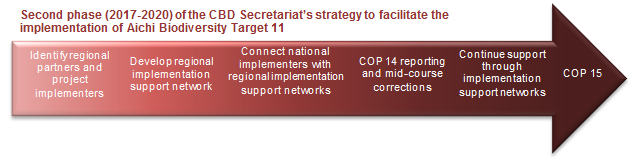 Second phase (2017-2020) of the CBD Secretariat's strategy to facilitate the
implementation of Aichi Biodiversity Target 11
Identify regional
partners and
project
implementers
Develop regional
implementation
support network
Connect national
implementers with
regional implementation
support networks
COP 14 reporting
and mid-course
corrections
Continue support
through
implementation
support networks
COP 15